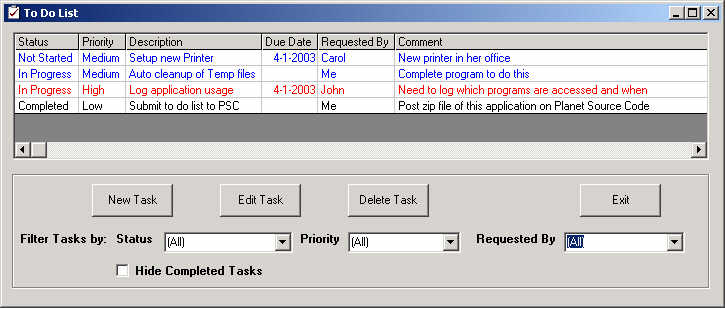 To Do List
Status Priority Description Due Date Requested By Comment
Not Started Medium Setup new Printer 4-1-2003 Carol New printer in her office
In Progress Medium Auto cleanup of Temp files Me Complete program to do this
In Progress High Log application usage 4-1-2003 John Need to log which programs are accessed and when
Completed Low Submit to do list to PSC Me Post zip file of this application on Planet Source Code
New Task Edit Task Delete Task Exit
Filter Tasks by: Status (All) Priority (All) Requested By (All)
Hide Completed Tasks